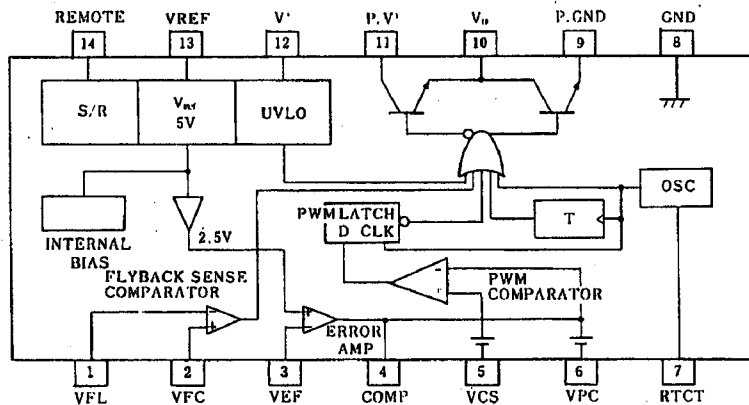 REMOTE VREF V⁺ P.V⁺ P.GND GND
14 13 12 11 10 9 8
S/R
Vref
5V
UVLO
OSC
T
INTERNAL
BIAS
2.5V
PWM LATCH
D CLK
FLYBACK SENSE
COMPARATOR
PWM
COMPARATOR
ERROR
AMP
1 2 3 4 5 6 7
VFL VFC VEF COMP VCS VPC RTCT